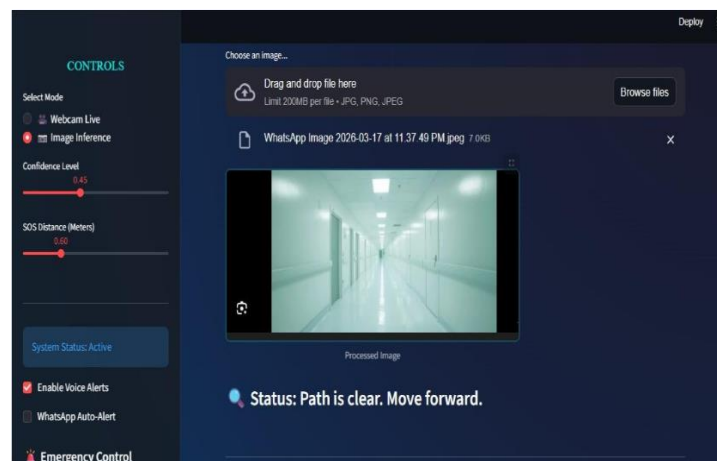 Deploy
CONTROLS
Select Mode
Webcam Live
Image Inference
Confidence Level
0.45
SOS Distance (Meters)
0.60
System Status: Active
Enable Voice Alerts
WhatsApp Auto-Alert
Emergency Control
Choose an image...
Drag and drop file here
Limit 200MB per file • JPG, PNG, JPEG
Browse files
WhatsApp Image 2026-03-17 at 11.37.49 PM.jpeg 7.0KB
Processed Image
Status: Path is clear. Move forward.